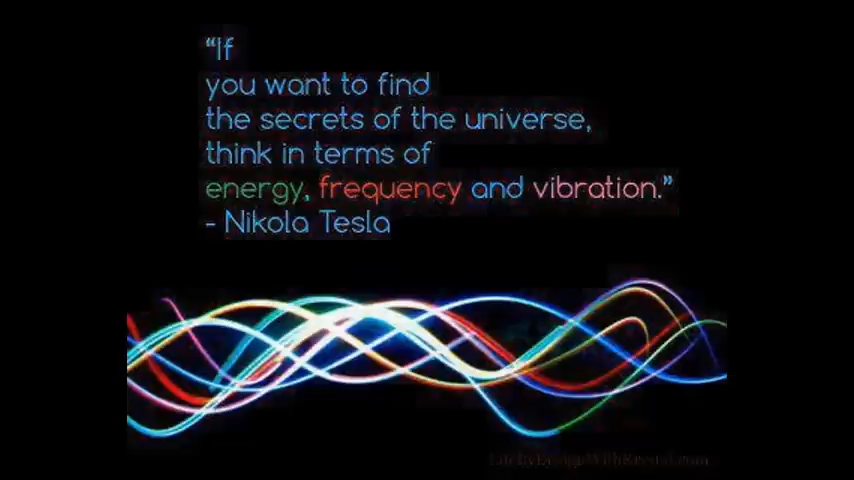 “If
you want to find
the secrets of the universe,
think in terms of
energy, frequency and vibration.”
- Nikola Tesla